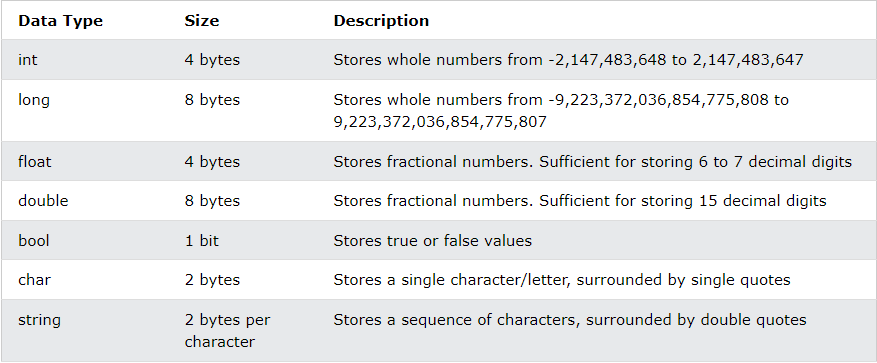 Data Type Size Description
int 4 bytes Stores whole numbers from -2,147,483,648 to 2,147,483,647
long 8 bytes Stores whole numbers from -9,223,372,036,854,775,808 to
9,223,372,036,854,775,807
float 4 bytes Stores fractional numbers. Sufficient for storing 6 to 7 decimal digits
double 8 bytes Stores fractional numbers. Sufficient for storing 15 decimal digits
bool 1 bit Stores true or false values
char 2 bytes Stores a single character/letter, surrounded by single quotes
string 2 bytes per Stores a sequence of characters, surrounded by double quotes
character